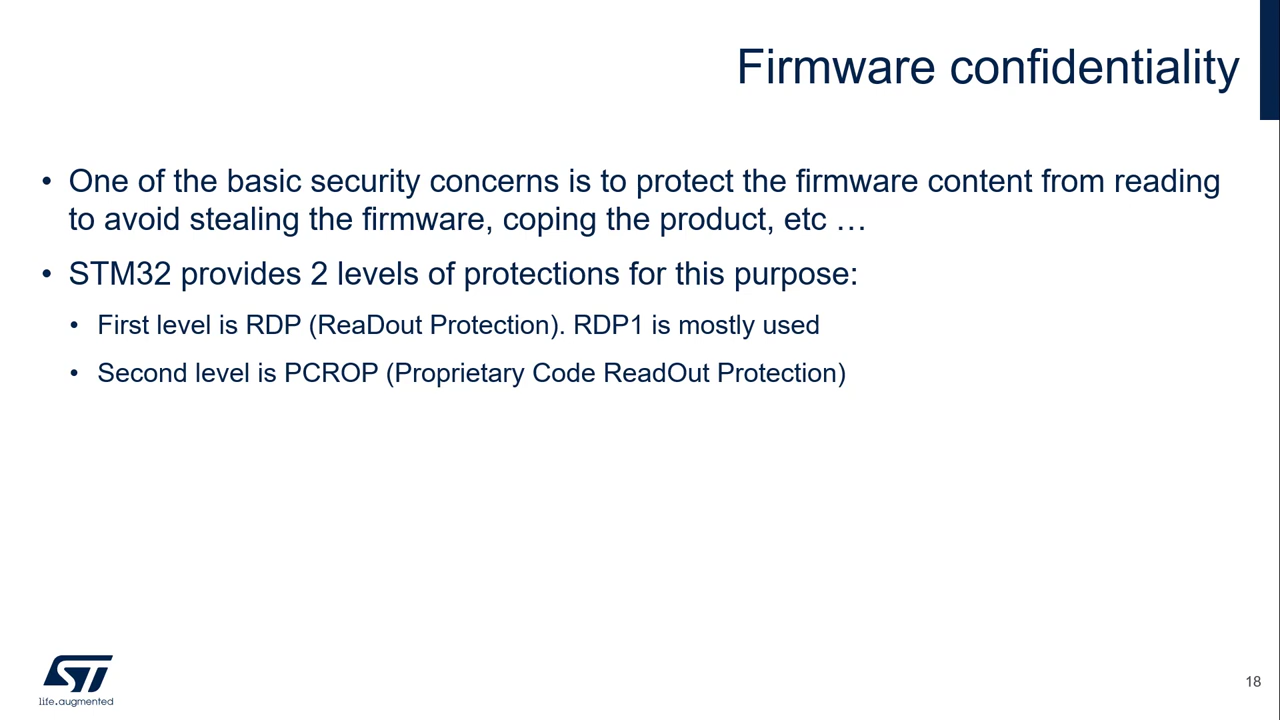 Firmware confidentiality
• One of the basic security concerns is to protect the firmware content from reading
to avoid stealing the firmware, coping the product, etc …
• STM32 provides 2 levels of protections for this purpose:
• First level is RDP (ReaDout Protection). RDP1 is mostly used
• Second level is PCROP (Proprietary Code ReadOut Protection)
ST
life.augmented
18